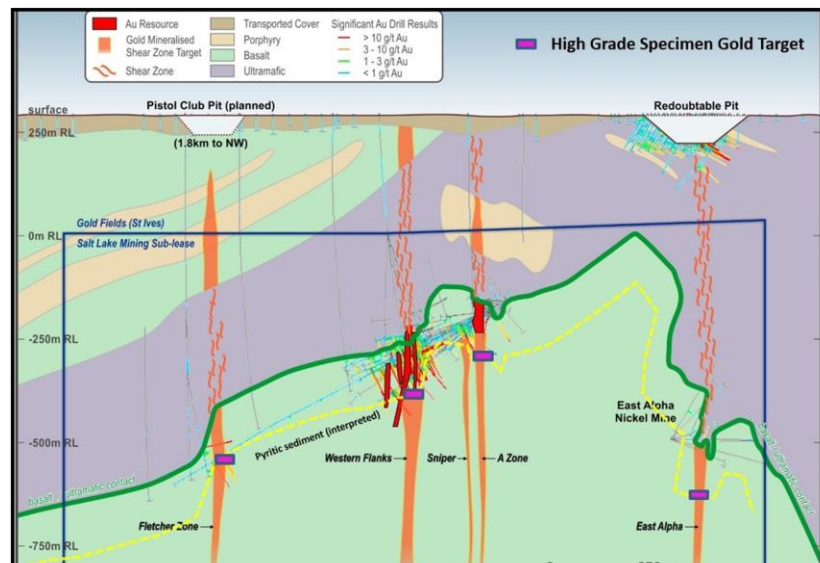 Au Resource
Gold Mineralised
Shear Zone Target
Shear Zone
Transported Cover
Porphyry
Basalt
Ultramafic
Significant Au Drill Results
> 10 g/t Au
3 - 10 g/t Au
1 - 3 g/t Au
< 1 g/t Au
High Grade Specimen Gold Target
surface
Pistol Club Pit (planned)
Redoubtable Pit
250m RL
(1.8km to NW)
Gold Fields (St Ives)
0m RL
Salt Lake Mining Sub-lease
-250m RL
East Alpha
Nickel Mine
Pyritic sediment (interpreted)
-500m RL
Western Flanks
Sniper
A Zone
basalt / ultramafic contact
basalt / ultramafic contact
Fletcher Zone
East Alpha
-750m RL